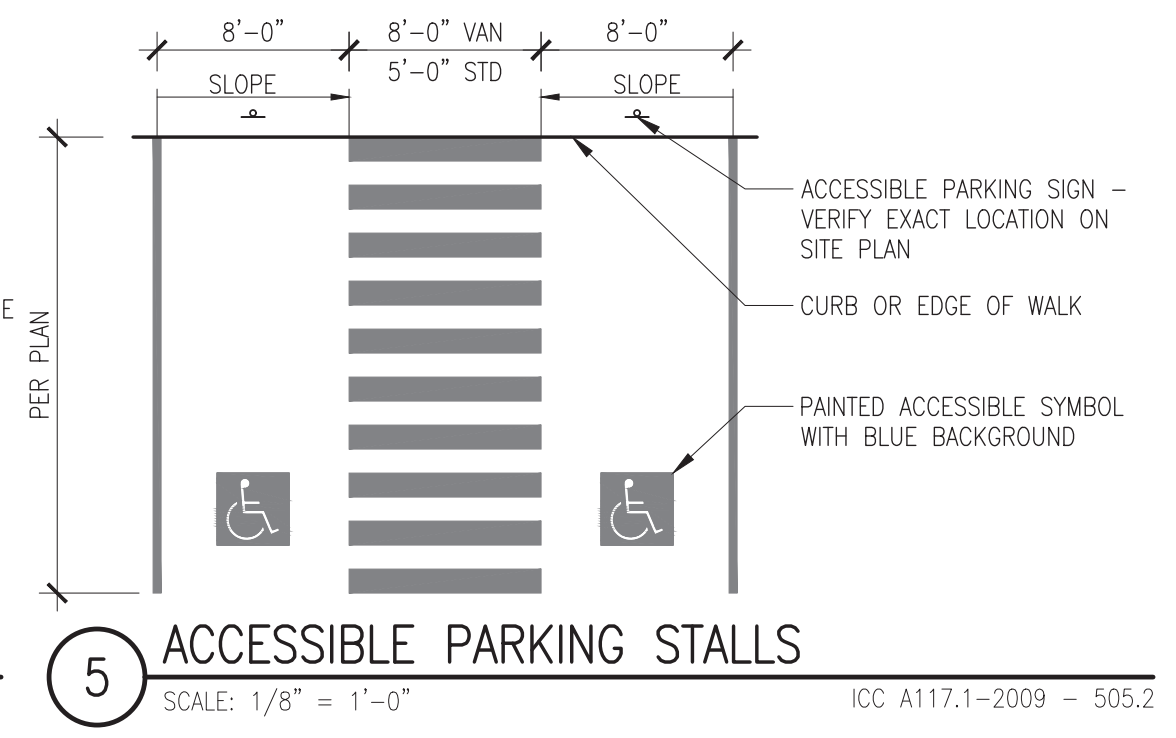 8'-0" 8'-0" VAN 8'-0"
5'-0" STD
SLOPE SLOPE
ACCESSIBLE PARKING SIGN –
VERIFY EXACT LOCATION ON
SITE PLAN
E
CURB OR EDGE OF WALK
PER PLAN
PAINTED ACCESSIBLE SYMBOL
WITH BLUE BACKGROUND
5 ACCESSIBLE PARKING STALLS
SCALE: 1/8" = 1'-0" ICC A117.1-2009 – 505.2